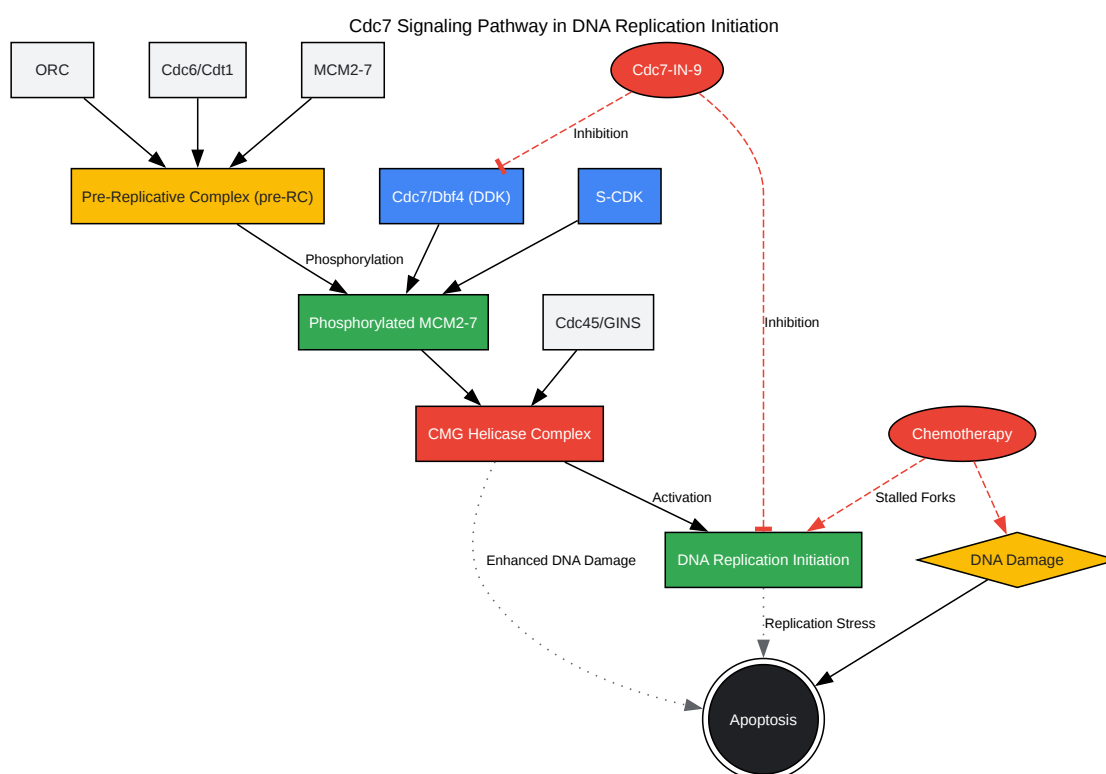 Cdc7 Signaling Pathway in DNA Replication Initiation
ORC
Cdc6/Cdt1
MCM2-7
Cdc7-IN-9
Inhibition
Pre-Replicative Complex (pre-RC)
Cdc7/Dbf4 (DDK)
S-CDK
Phosphorylation
Phosphorylated MCM2-7
Cdc45/GINS
Inhibition
CMG Helicase Complex
Chemotherapy
Activation
Stalled Forks
Enhanced DNA Damage
DNA Replication Initiation
DNA Damage
Replication Stress
Apoptosis